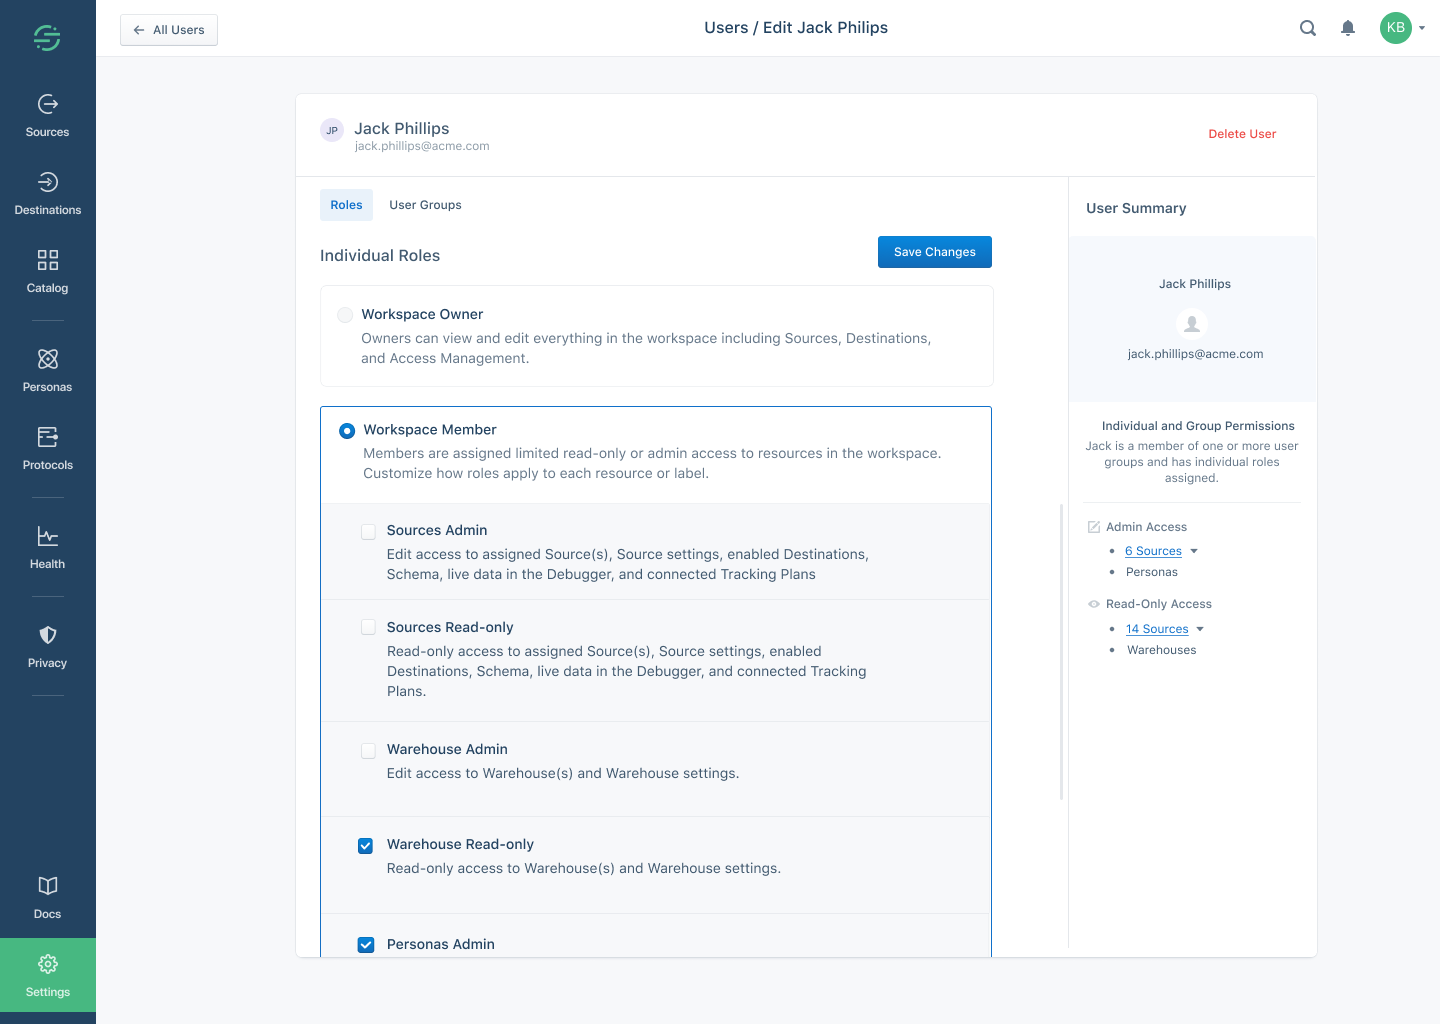 All Users
Users / Edit Jack Philips
KB
Sources
Destinations
Catalog
Personas
Protocols
Health
Privacy
Docs
Settings
JP
Jack Phillips
jack.phillips@acme.com
Delete User
Roles
User Groups
Individual Roles
Save Changes
Workspace Owner
Owners can view and edit everything in the workspace including Sources, Destinations,
and Access Management.
Workspace Member
Members are assigned limited read-only or admin access to resources in the workspace.
Customize how roles apply to each resource or label.
Sources Admin
Edit access to assigned Source(s), Source settings, enabled Destinations,
Schema, live data in the Debugger, and connected Tracking Plans
Sources Read-only
Read-only access to assigned Source(s), Source settings, enabled
Destinations, Schema, live data in the Debugger, and connected Tracking
Plans.
Warehouse Admin
Edit access to Warehouse(s) and Warehouse settings.
Warehouse Read-only
Read-only access to Warehouse(s) and Warehouse settings.
Personas Admin
User Summary
Jack Phillips
jack.phillips@acme.com
Individual and Group Permissions
Jack is a member of one or more user
groups and has individual roles
assigned.
Admin Access
6 Sources
Personas
Read-Only Access
14 Sources
Warehouses